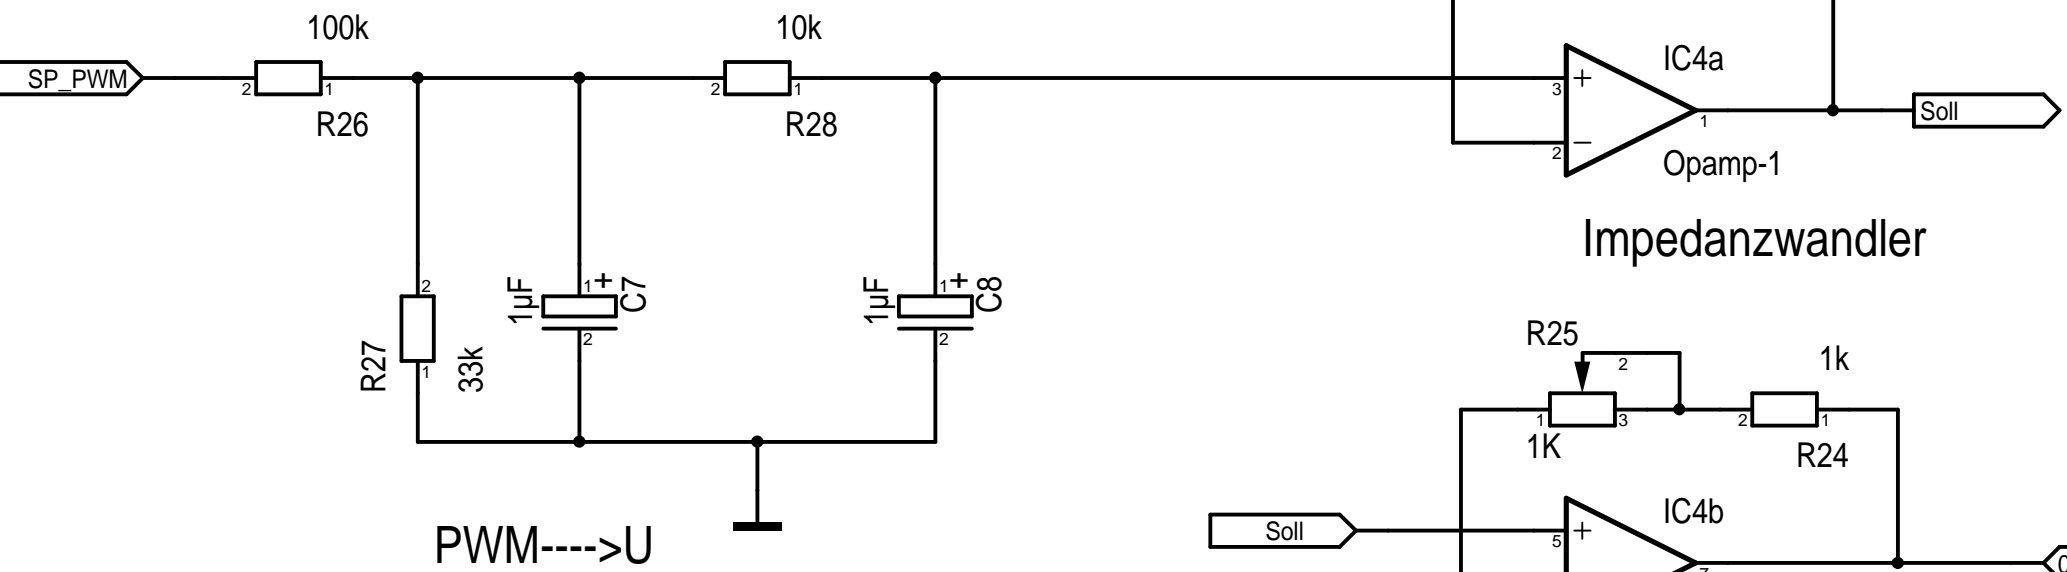 100k
10k
SP_PWM
2
1
R26
2
1
R28
3
+
2
−
1
IC4a
Opamp-1
Soll
Impedanzwandler
2
1
R27
33k
1µF
1
+
2
C7
1µF
1
+
2
C8
PWM---->U
R25
2
1
3
1K
1k
2
1
R24
Soll
5
+
IC4b